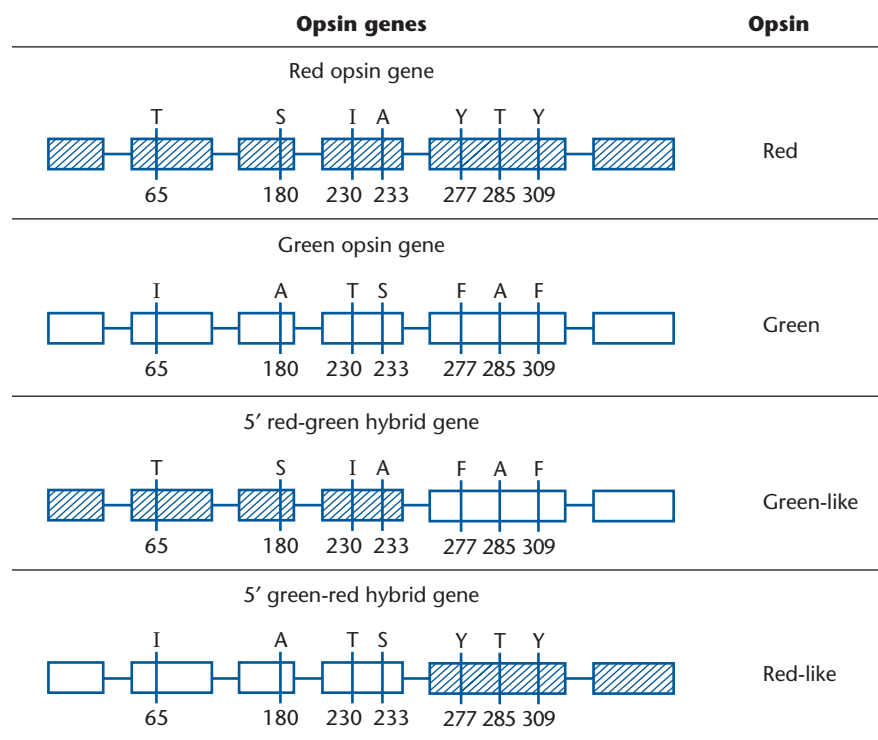 Opsin genes Opsin
Red opsin gene
T S I A Y T Y
Red
65 180 230 233 277 285 309
Green opsin gene
I A T S F A F
Green
65 180 230 233 277 285 309
5′ red-green hybrid gene
T S I A F A F
Green-like
65 180 230 233 277 285 309
5′ green-red hybrid gene
I A T S Y T Y
Red-like
65 180 230 233 277 285 309